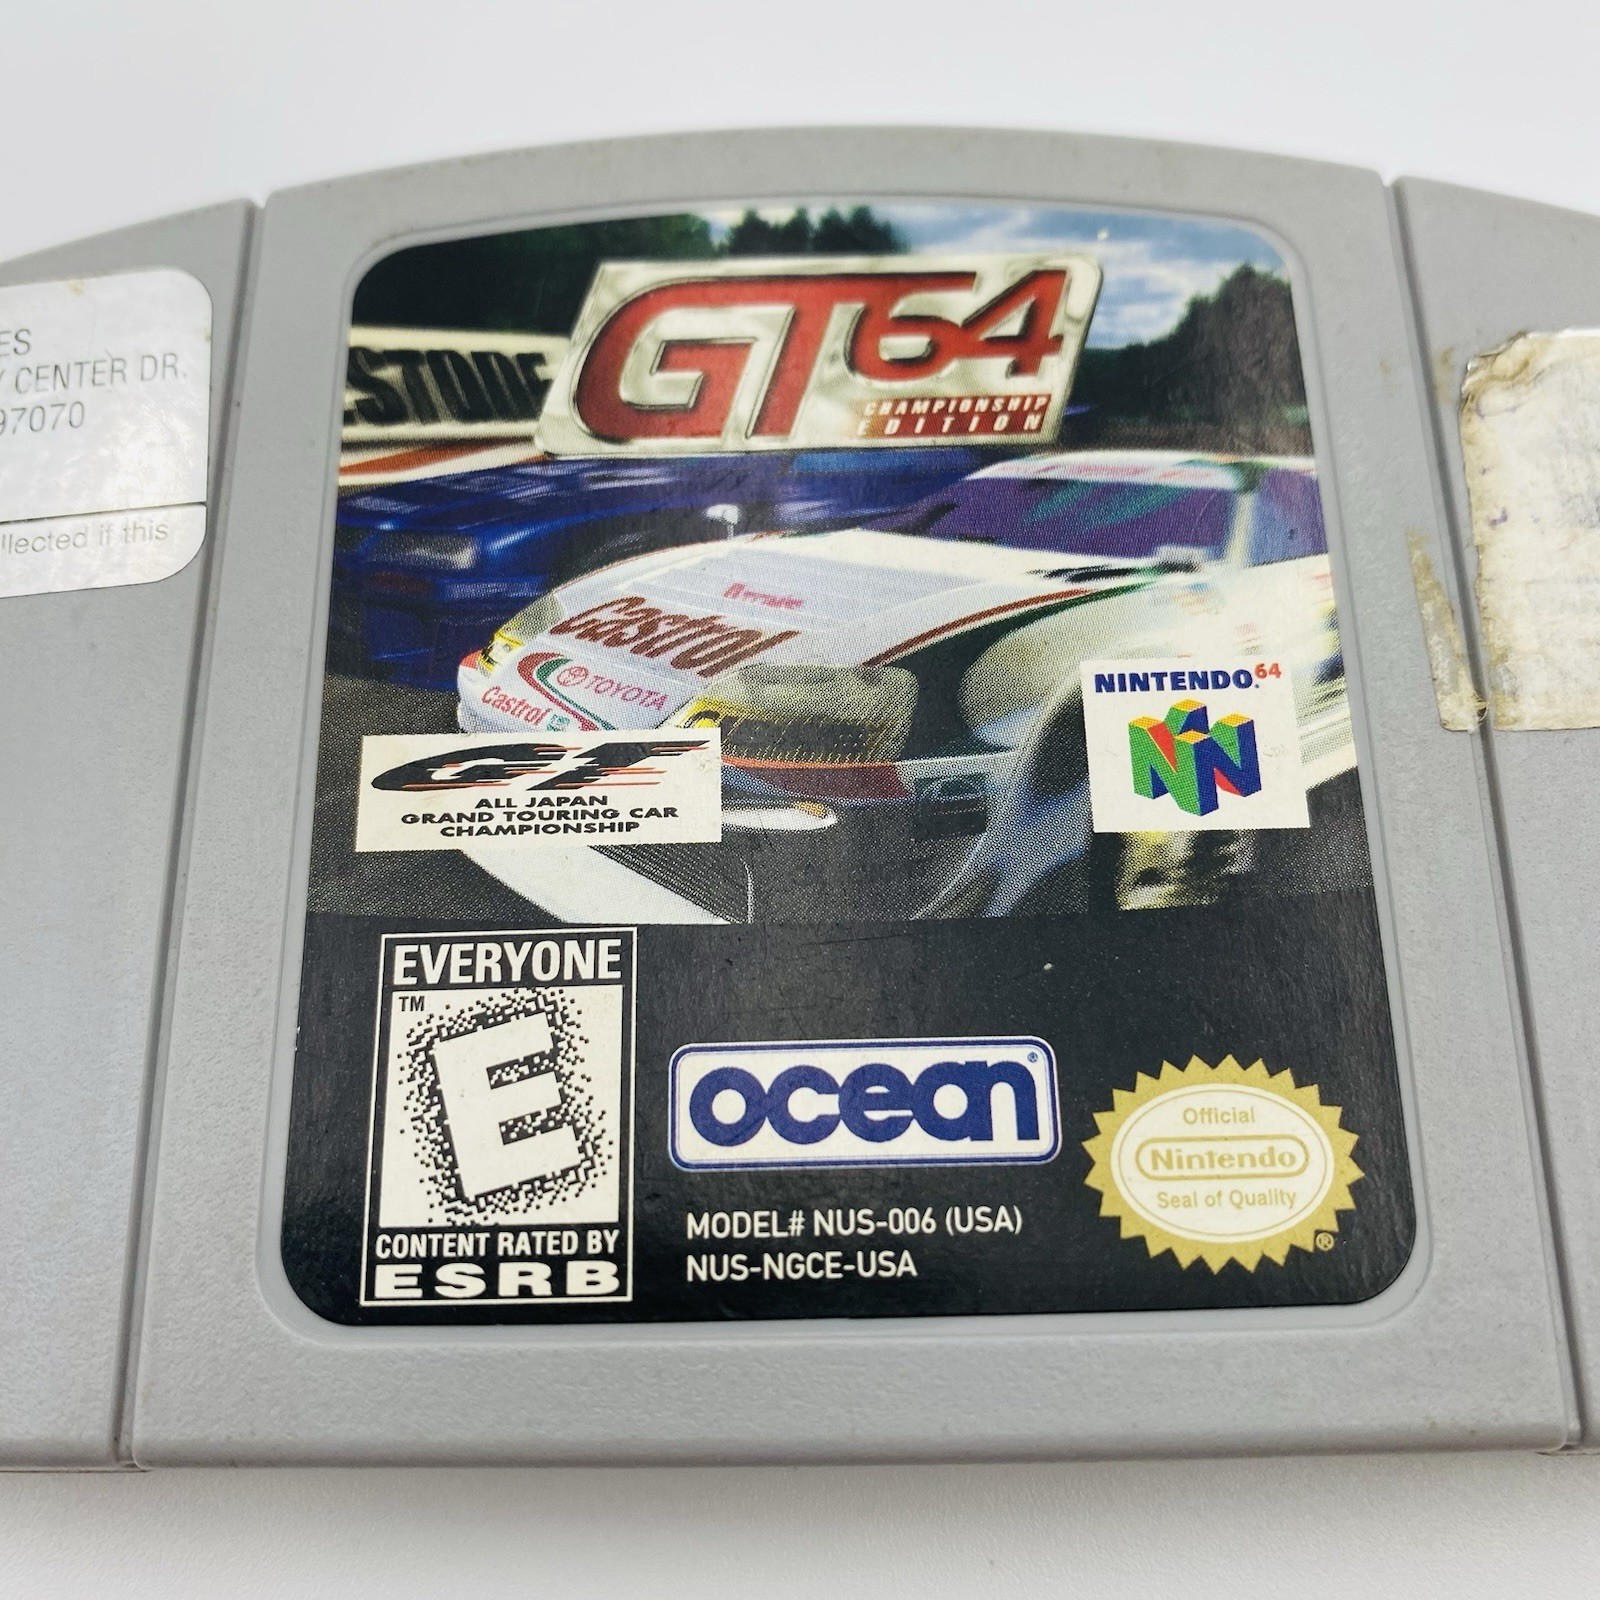 ES
Y CENTER DR.
97070
llected if this
ESTONE
GT64
CHAMPIONSHIP
EDITION
Castrol
TOYOTA
Castrol
NINTENDO64
GT
ALL JAPAN
GRAND TOURING CAR
CHAMPIONSHIP
EVERYONE
TM
E
CONTENT RATED BY
ESRB
ocean®
MODEL# NUS-006 (USA)
NUS-NGCE-USA
Official
Nintendo
Seal of Quality
®